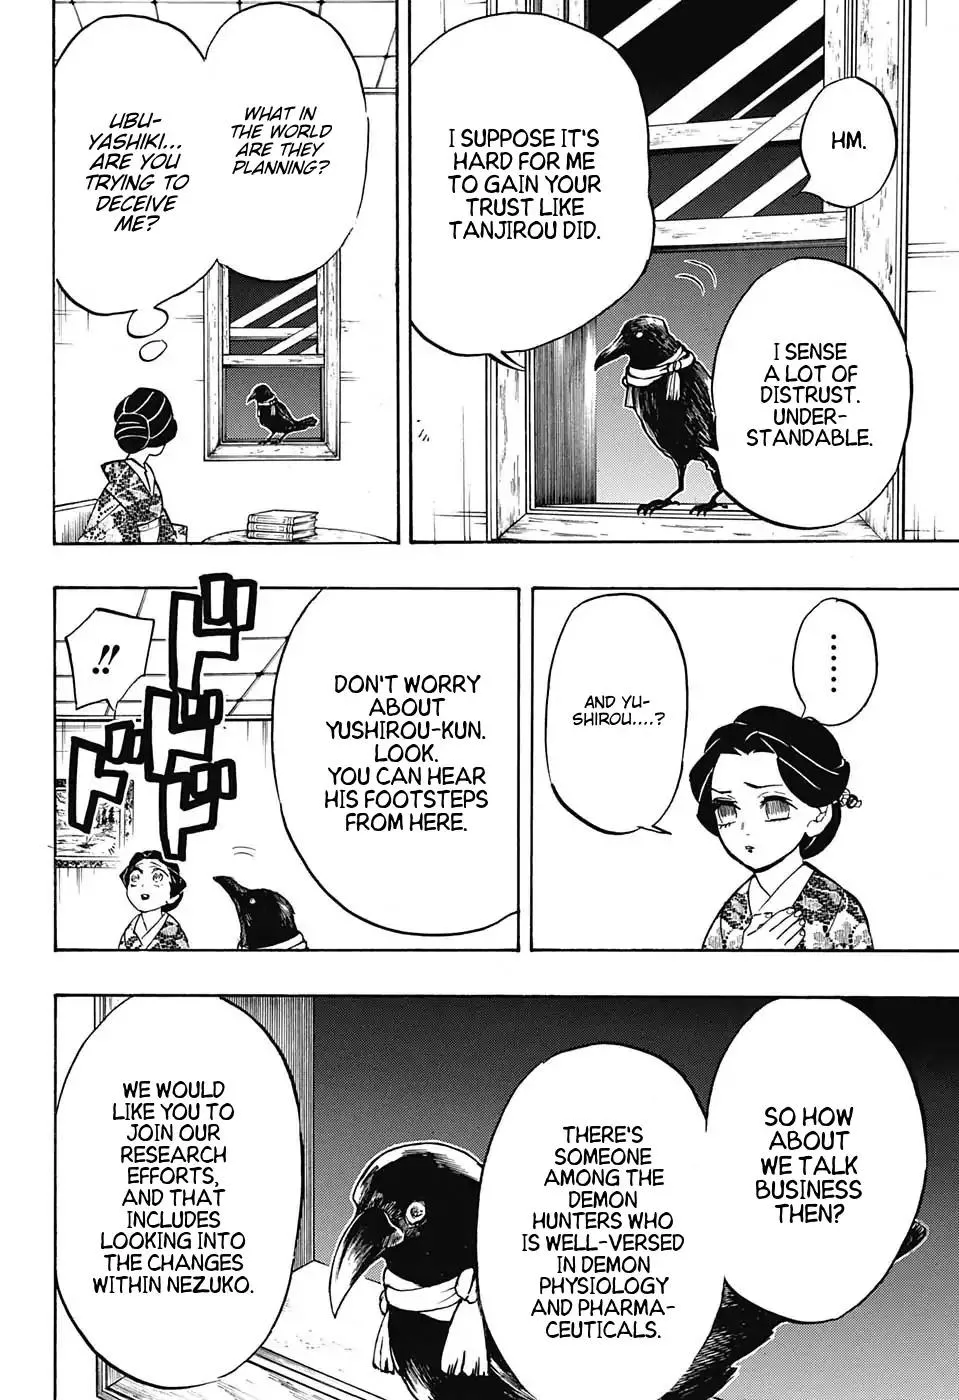 HM.
I SENSE
A LOT OF
DISTRUST.
UNDER-
STANDABLE.
I SUPPOSE IT'S
HARD FOR ME
TO GAIN YOUR
TRUST LIKE
TANJIROU DID.
WHAT IN
THE WORLD
ARE THEY
PLANNING?
UBU-
YASHIKI...
ARE YOU
TRYING TO
DECEIVE
ME?
......
AND YU-
SHIROU....?
DON'T WORRY
ABOUT
YUSHIROU-KUN.
LOOK.
YOU CAN HEAR
HIS FOOTSTEPS
FROM HERE.
ドドドド
!!
SO HOW
ABOUT
WE TALK
BUSINESS
THEN?
THERE'S
SOMEONE
AMONG THE
DEMON
HUNTERS WHO
IS WELL-VERSED
IN DEMON
PHYSIOLOGY
AND PHARMA-
CEUTICALS.
WE WOULD
LIKE YOU TO
JOIN OUR
RESEARCH
EFFORTS,
AND THAT
INCLUDES
LOOKING INTO
THE CHANGES
WITHIN NEZUKO.